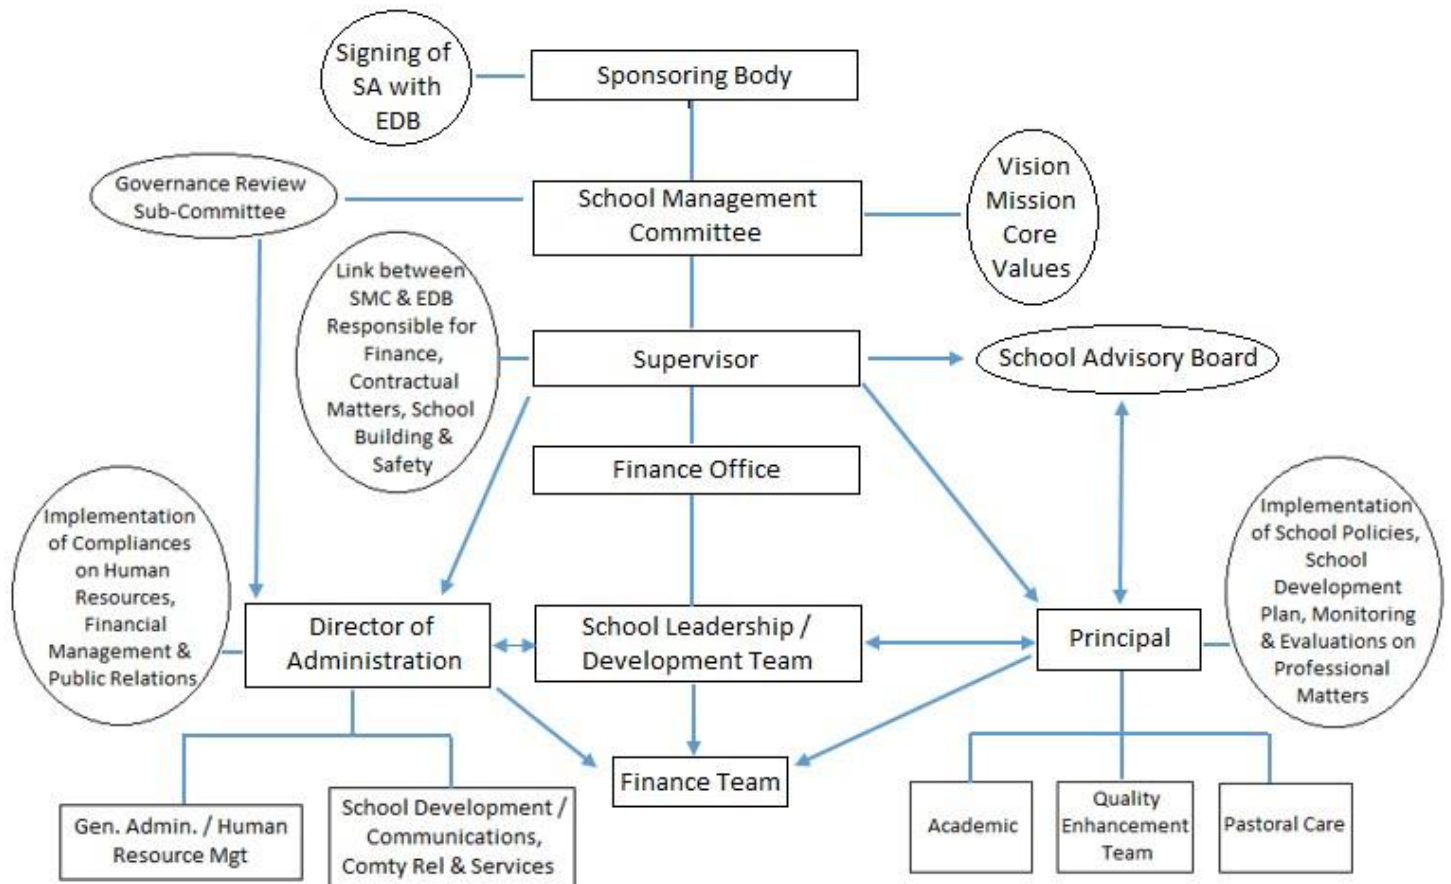 Signing of
SA with
EDB
Sponsoring Body
Governance Review
Sub-Committee
School Management
Committee
Vision
Mission
Core
Values
Link between
SMC & EDB
Responsible for
Finance,
Contractual
Matters, School
Building &
Safety
Supervisor
School Advisory Board
Finance Office
Implementation
of Compliances
on Human
Resources,
Financial
Management &
Public Relations
Director of
Administration
School Leadership /
Development Team
Principal
Implementation
of School Policies,
School
Development
Plan, Monitoring
& Evaluations on
Professional
Matters
Finance Team
Gen. Admin. / Human
Resource Mgt
School Development /
Communications,
Comty Rel & Services
Academic
Quality
Enhancement
Team
Pastoral Care